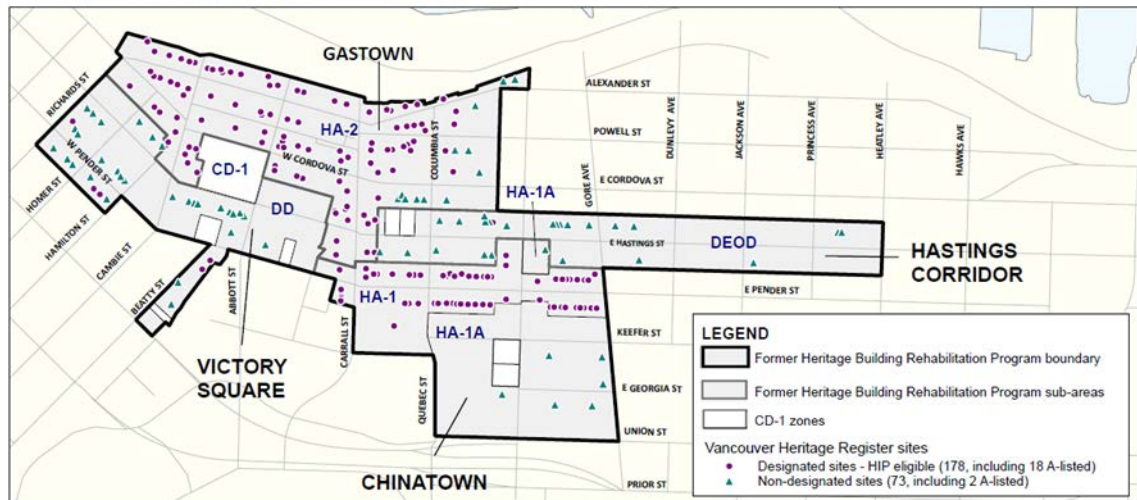 GASTOWN
ALEXANDER ST
RICHARDS ST
HA-2
POWELL ST
DUNLEVY AVE
JACKSON AVE
PRINCESS AVE
HEATLEY AVE
HAWKS AVE
W PENDER ST
CD-1
W CORDOVA ST
COLUMBIA ST
E CORDOVA ST
HA-1A
GORE AVE
HOMER ST
DD
HAMILTON ST
E HASTINGS ST
DEOD
HASTINGS
CORRIDOR
CAMBIE ST
BEATTY ST
ABBOTT ST
E PENDER ST
HA-1
HA-1A
KEEFER ST
CARRALL ST
VICTORY
SQUARE
QUEBEC ST
E GEORGIA ST
UNION ST
CHINATOWN
PRIOR ST
LEGEND
Former Heritage Building Rehabilitation Program boundary
Former Heritage Building Rehabilitation Program sub-areas
CD-1 zones
Vancouver Heritage Register sites
Designated sites - HIP eligible (178, including 18 A-listed)
Non-designated sites (73, including 2 A-listed)